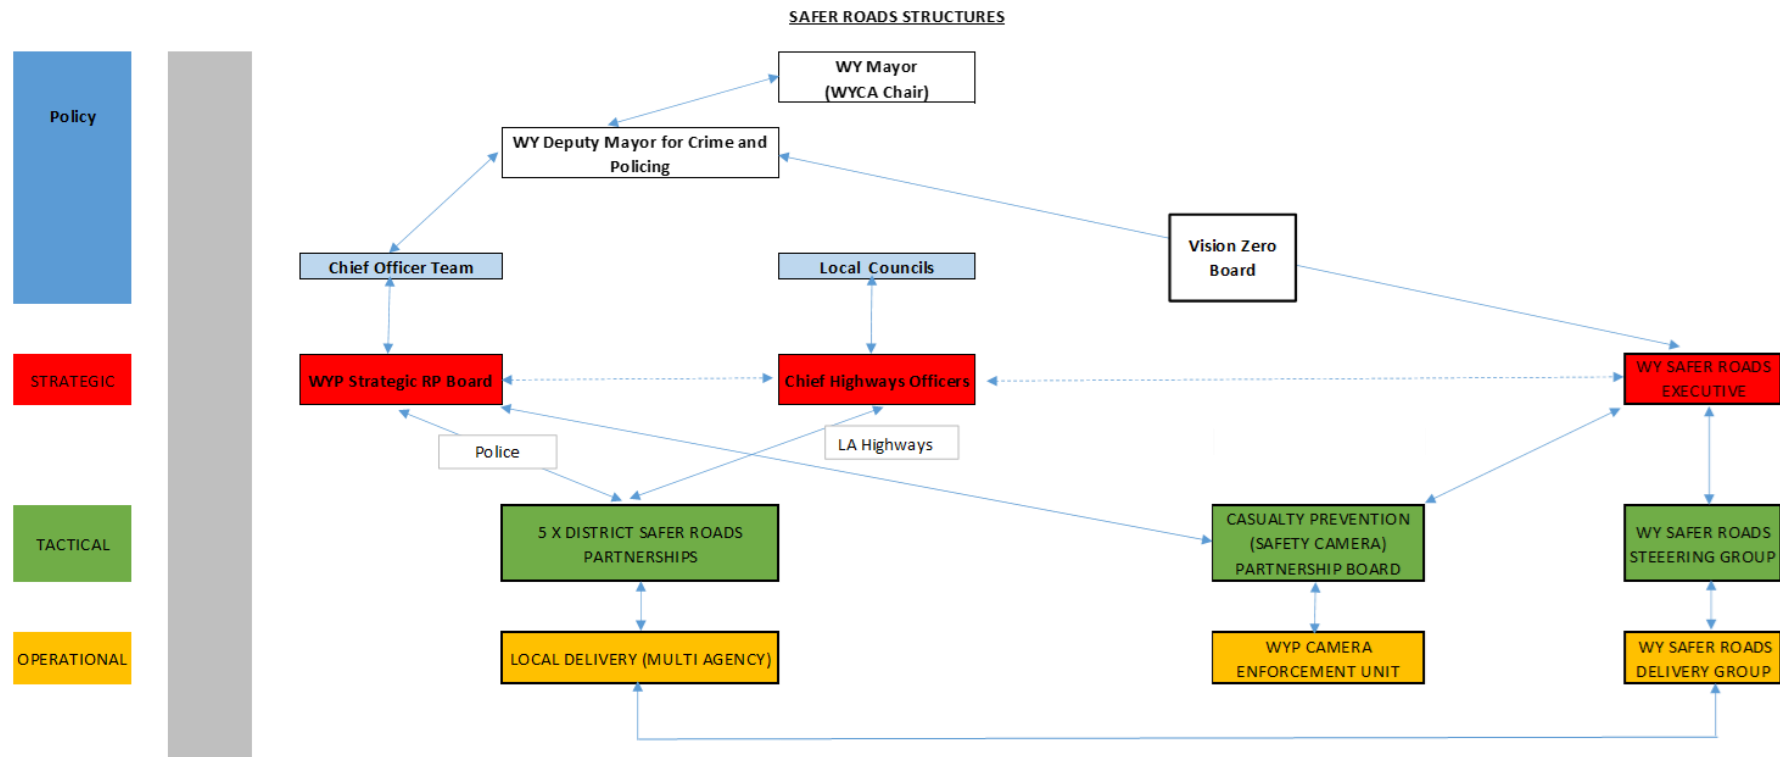 SAFER ROADS STRUCTURES
WY Mayor
(WYCA Chair)
Policy
WY Deputy Mayor for Crime and
Policing
Vision Zero
Board
Chief Officer Team
Local Councils
STRATEGIC
WYP Strategic RP Board
Chief Highways Officers
WY SAFER ROADS
EXECUTIVE
Police
LA Highways
TACTICAL
5 X DISTRICT SAFER ROADS
PARTNERSHIPS
CASUALTY PREVENTION
(SAFETY CAMERA)
PARTNERSHIP BOARD
WY SAFER ROADS
STEEERING GROUP
OPERATIONAL
LOCAL DELIVERY (MULTI AGENCY)
WYP CAMERA
ENFORCEMENT UNIT
WY SAFER ROADS
DELIVERY GROUP